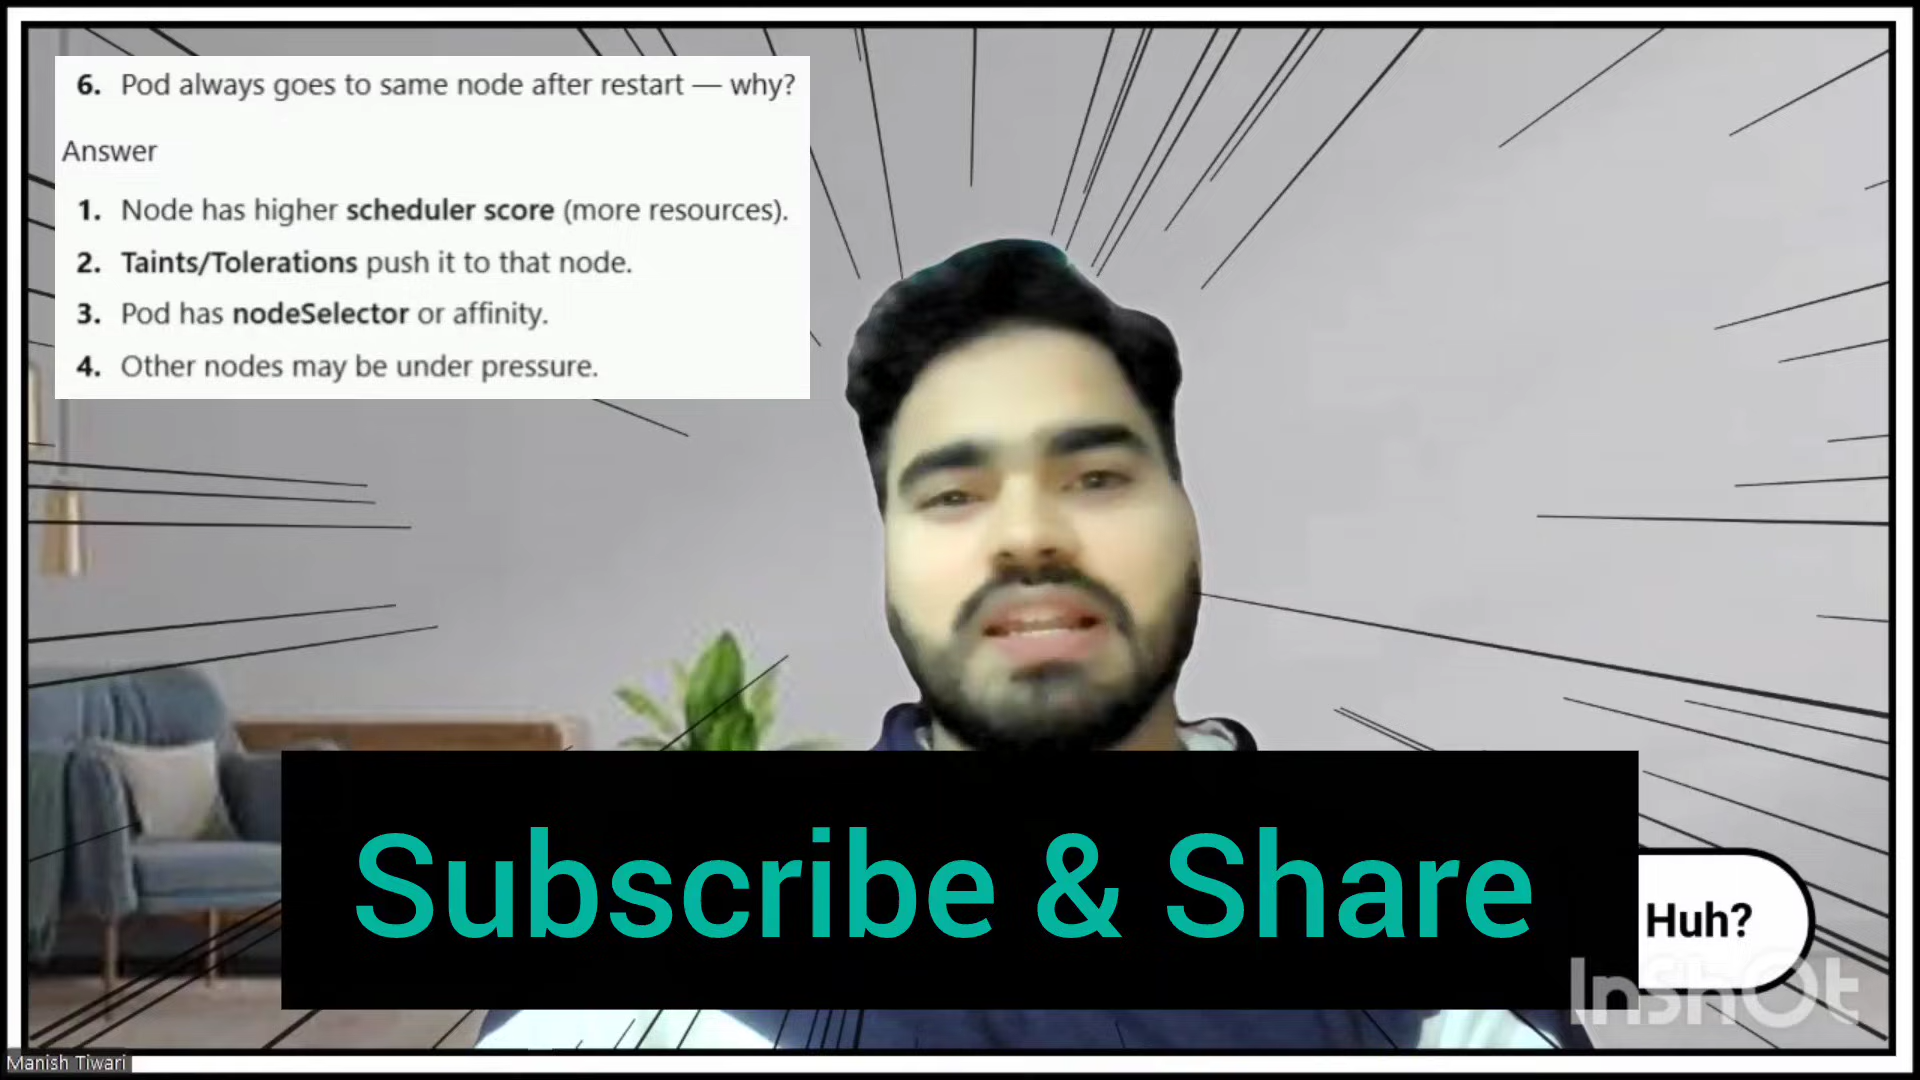 6. Pod always goes to same node after restart — why?
Answer
1. Node has higher scheduler score (more resources).
2. Taints/Tolerations push it to that node.
3. Pod has nodeSelector or affinity.
4. Other nodes may be under pressure.
Subscribe & Share
Huh?
InShOt
Manish Tiwari